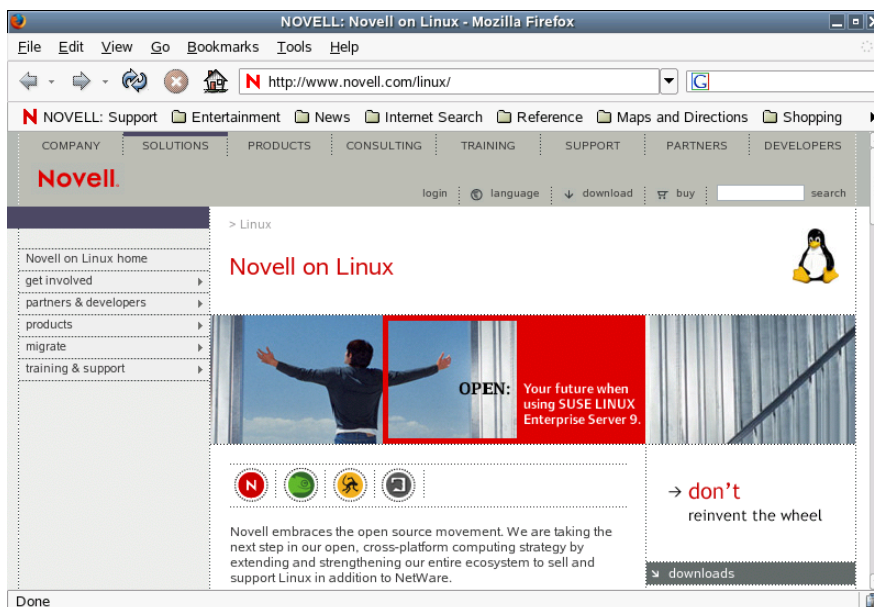 NOVELL: Novell on Linux - Mozilla Firefox
File Edit View Go Bookmarks Tools Help
N http://www.novell.com/linux/ G
N NOVELL: Support Entertainment News Internet Search Reference Maps and Directions Shopping
COMPANY SOLUTIONS PRODUCTS CONSULTING TRAINING SUPPORT PARTNERS DEVELOPERS
Novell.
login language download buy search
> Linux
Novell on Linux home
get involved
partners & developers
products
migrate
training & support
Novell on Linux
OPEN: Your future when
using SUSE LINUX
Enterprise Server 9.
N
Novell embraces the open source movement. We are taking the
next step in our open, cross-platform computing strategy by
extending and strengthening our entire ecosystem to sell and
support Linux in addition to NetWare.
→ don't
reinvent the wheel
downloads
Done